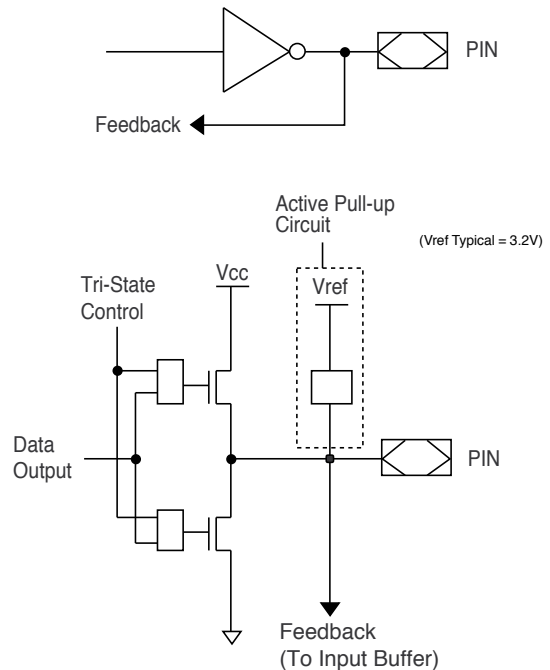 PIN
Feedback
Active Pull-up
Circuit
(Vref Typical = 3.2V)
Vcc
Vref
Tri-State
Control
Data
Output
PIN
Feedback
(To Input Buffer)